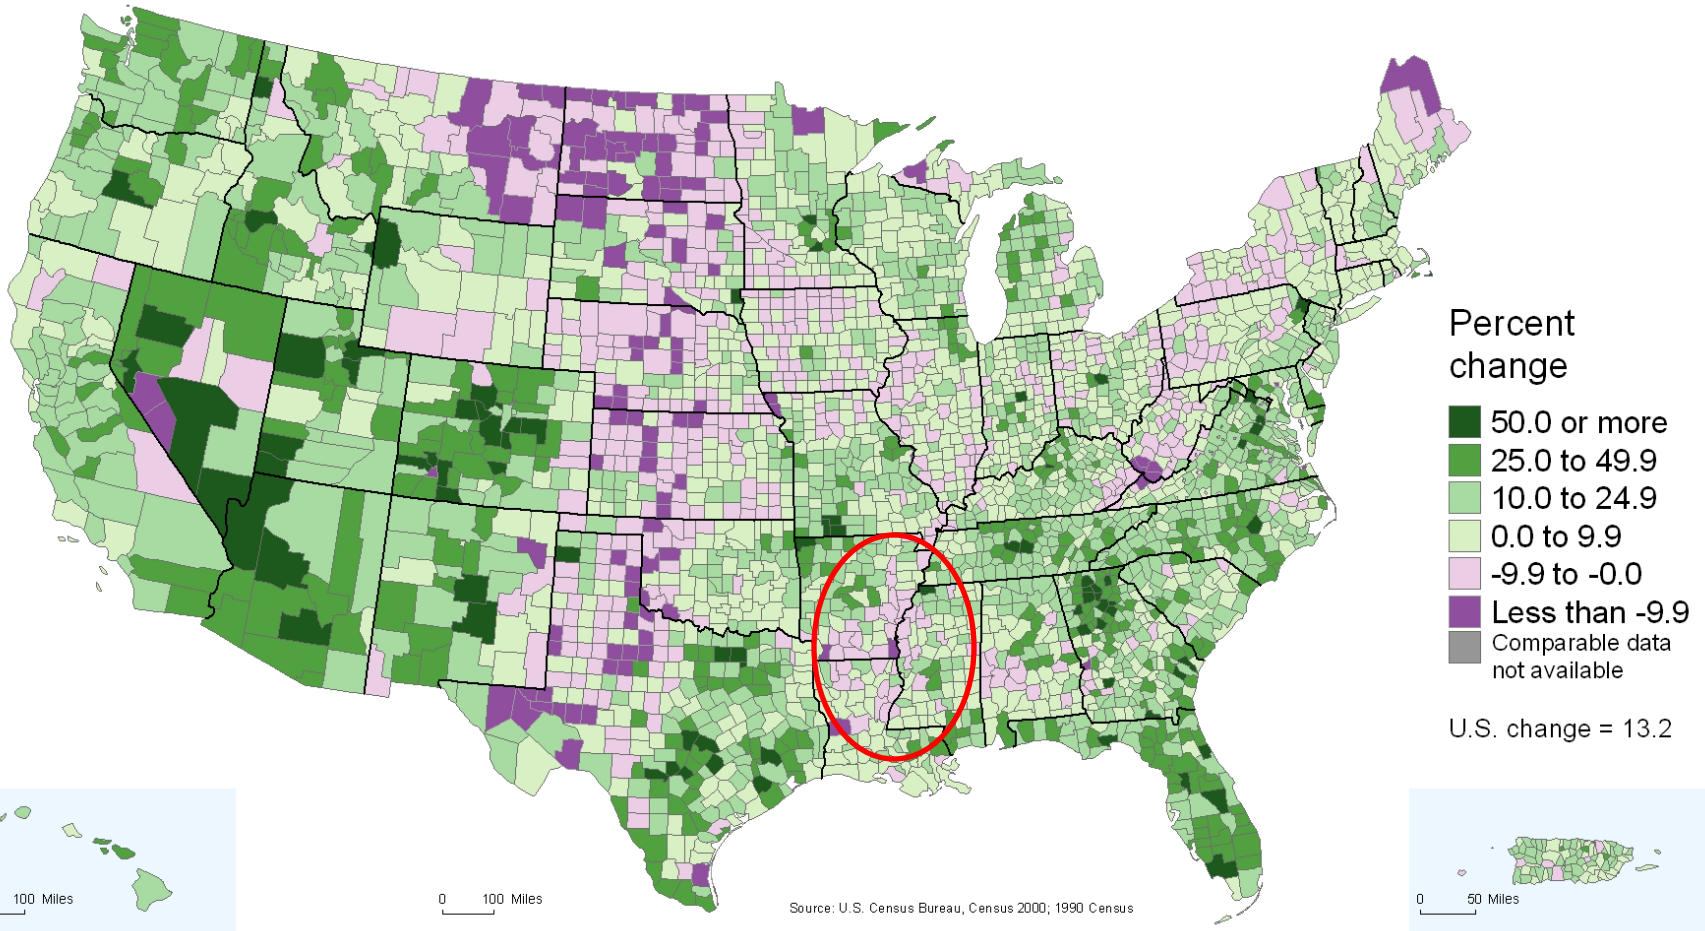 Percent
change
50.0 or more
25.0 to 49.9
10.0 to 24.9
0.0 to 9.9
-9.9 to -0.0
Less than -9.9
Comparable data
not available
U.S. change = 13.2
100 Miles
0 100 Miles
Source: U.S. Census Bureau, Census 2000; 1990 Census
0 50 Miles